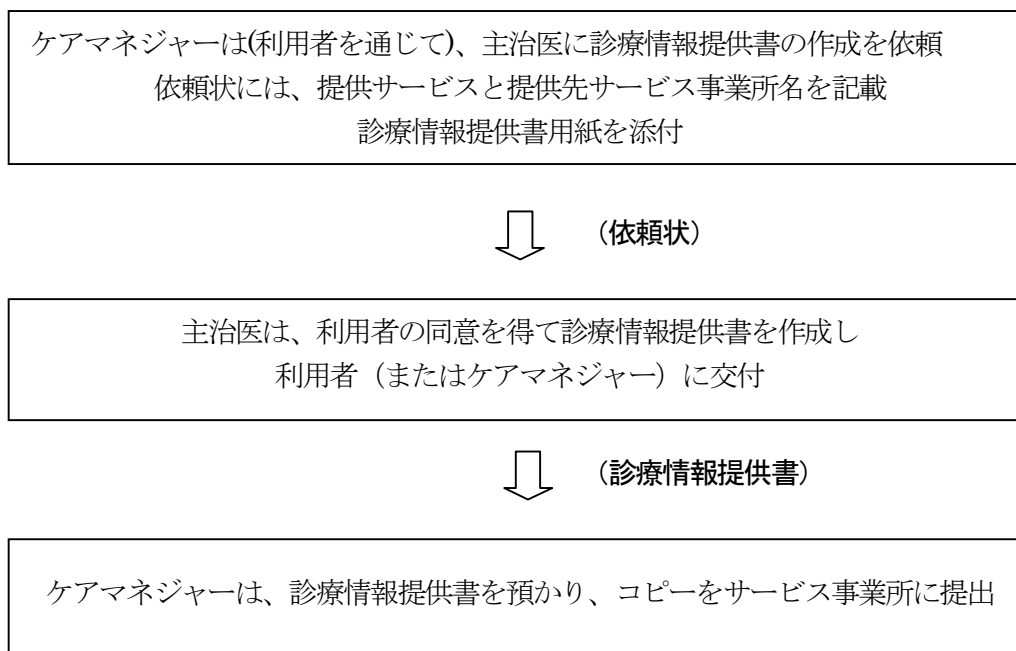 ケアマネジャーは(利用者を通じて)、主治医に診療情報提供書の作成を依頼
依頼状には、提供サービスと提供先サービス事業所名を記載
診療情報提供書用紙を添付
（依頼状）
主治医は、利用者の同意を得て診療情報提供書を作成し
利用者（またはケアマネジャー）に交付
（診療情報提供書）
ケアマネジャーは、診療情報提供書を預かり、コピーをサービス事業所に提出